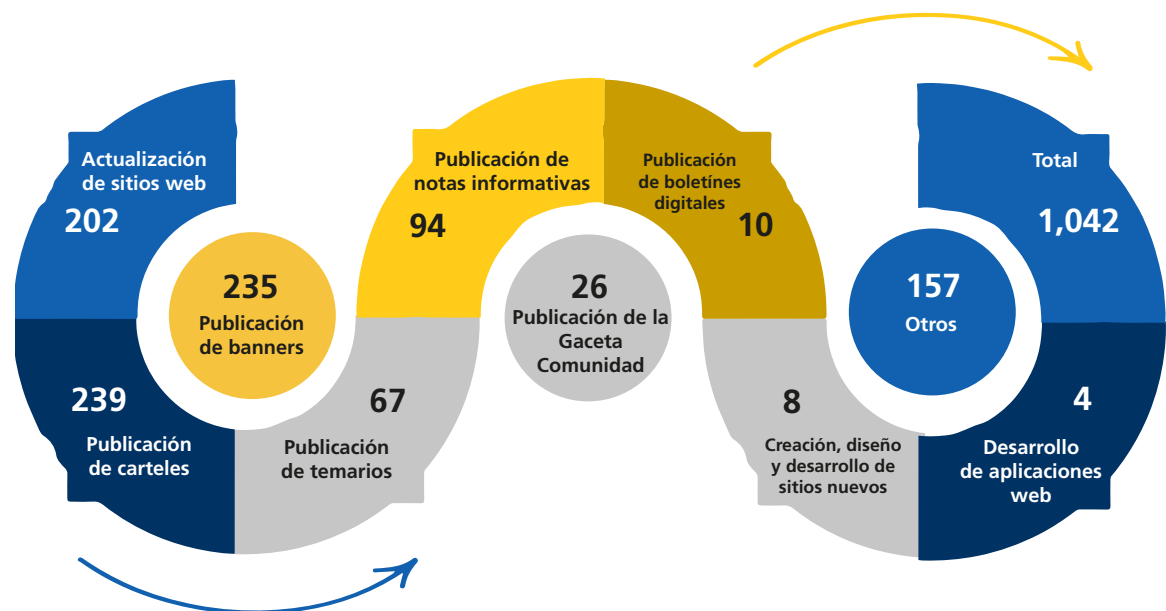 Actualización
de sitios web
202
239
Publicación
de carteles
235
Publicación
de banners
67
Publicación
de temarios
Publicación de
notas informativas
94
26
Publicación de la
Gaceta
Comunidad
Publicación
de boletínes
digitales
10
8
Creación, diseño
y desarrollo de
sitios nuevos
157
Otros
4
Desarrollo
de aplicaciones
web
Total
1,042